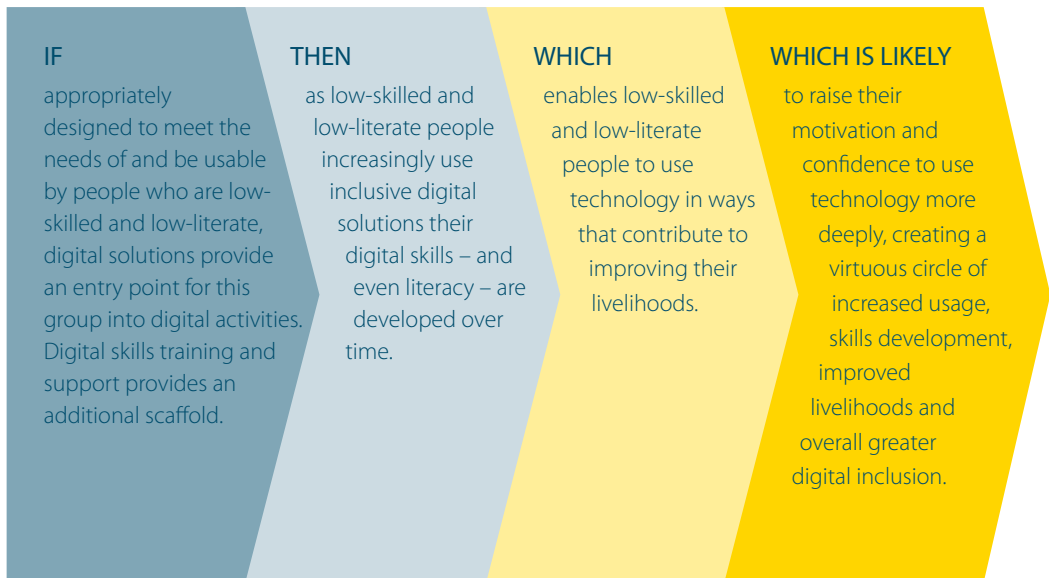 IF
appropriately
designed to meet the
needs of and be usable
by people who are low-
skilled and low-literate,
digital solutions provide
an entry point for this
group into digital activities.
Digital skills training and
support provides an
additional scaffold.
THEN
as low-skilled and
low-literate people
increasingly use
inclusive digital
solutions their
digital skills – and
even literacy – are
developed over
time.
WHICH
enables low-skilled
and low-literate
people to use
technology in ways
that contribute to
improving their
livelihoods.
WHICH IS LIKELY
to raise their
motivation and
confidence to use
technology more
deeply, creating a
virtuous circle of
increased usage,
skills development,
improved
livelihoods and
overall greater
digital inclusion.